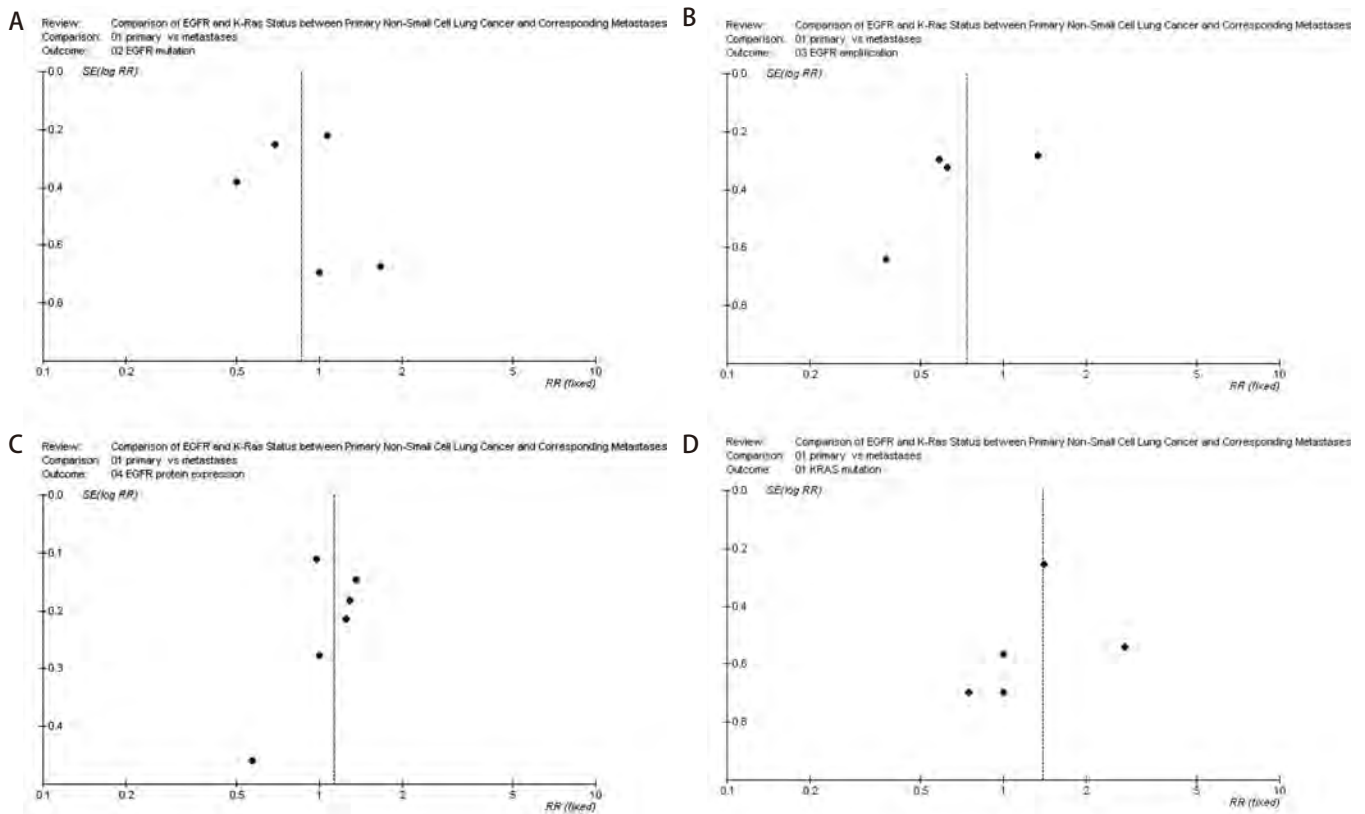 A
Review: Comparison of EGFR and K-Ras Status between Primary Non-Small Cell Lung Cancer and Corresponding Metastases
Comparison: 01 primary vs metastases
Outcome: 02 EGFR mutation
0.0 SE(log RR)
0.2
0.4
0.6
0.8
0.1 0.2 0.5 1 2 5 10
RR (fixed)
B
Review: Comparison of EGFR and K-Ras Status between Primary Non-Small Cell Lung Cancer and Corresponding Metastases
Comparison: 01 primary vs metastases
Outcome: 03 EGFR amplification
0.0 SE(log RR)
0.2
0.4
0.6
0.8
0.1 0.2 0.5 1 2 5 10
RR (fixed)
C
Review: Comparison of EGFR and K-Ras Status between Primary Non-Small Cell Lung Cancer and Corresponding Metastases
Comparison: 01 primary vs metastases
Outcome: 04 EGFR protein expression
0.0 SE(log RR)
0.1
0.2
0.3
0.4
0.1 0.2 0.5 1 2 5 10
RR (fixed)
D
Review: Comparison of EGFR and K-Ras Status between Primary Non-Small Cell Lung Cancer and Corresponding Metastases
Comparison: 01 primary vs metastases
Outcome: 01 KRAS mutation
0.0 SE(log RR)
0.2
0.4
0.6
0.8
0.1 0.2 0.5 1 2 5 10
RR (fixed)